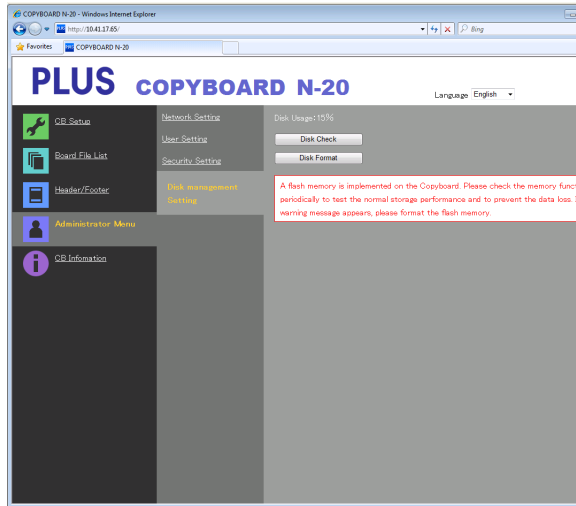 COPYBOARD N-20 - Windows Internet Explorer
http://10.41.17.65/
Bing
Favorites
PLUS COPYBOARD N-20
PLUS COPYBOARD N-20
Language English
CB Setup
Board File List
Header/Footer
Administrator Menu
CB Infomation
Network Setting
User Setting
Security Setting
Disk management
Setting
Disk Usage:15%
Disk Check
Disk Format
A flash memory is implemented on the Copyboard. Please check the memory
periodically to test the normal storage performance and to prevent the data loss.
warning message appears, please format the flash memory.